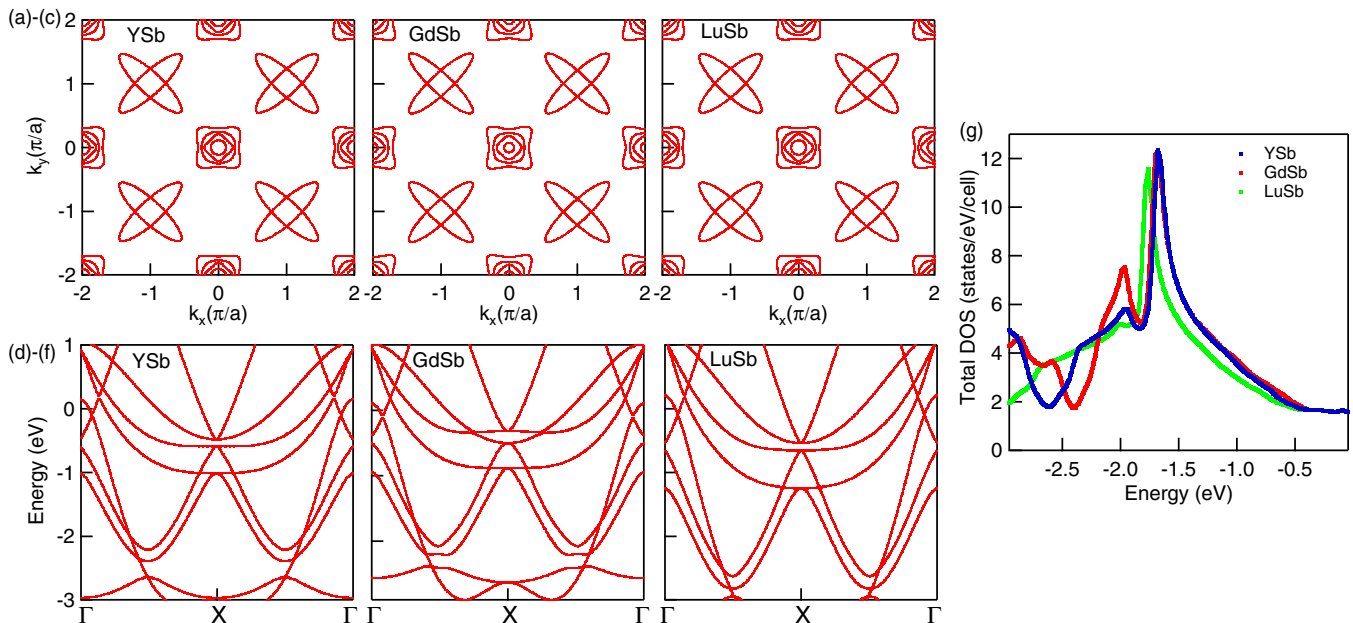 (a)-(c)
YSb
GdSb
LuSb
2
1
0
-1
-2
k_y(π/a)
-2 -1 0 1 2
-2 -1 0 1 2
-2 -1 0 1 2
k_x(π/a)
k_x(π/a)
k_x(π/a)
(d)-(f)
YSb
GdSb
LuSb
1
0
-1
-2
-3
Energy (eV)
Γ X Γ
X Γ
X Γ
(g)
YSb
GdSb
LuSb
12
10
8
6
4
2
0
Total DOS (states/eV/cell)
-2.5 -2.0 -1.5 -1.0 -0.5
Energy (eV)